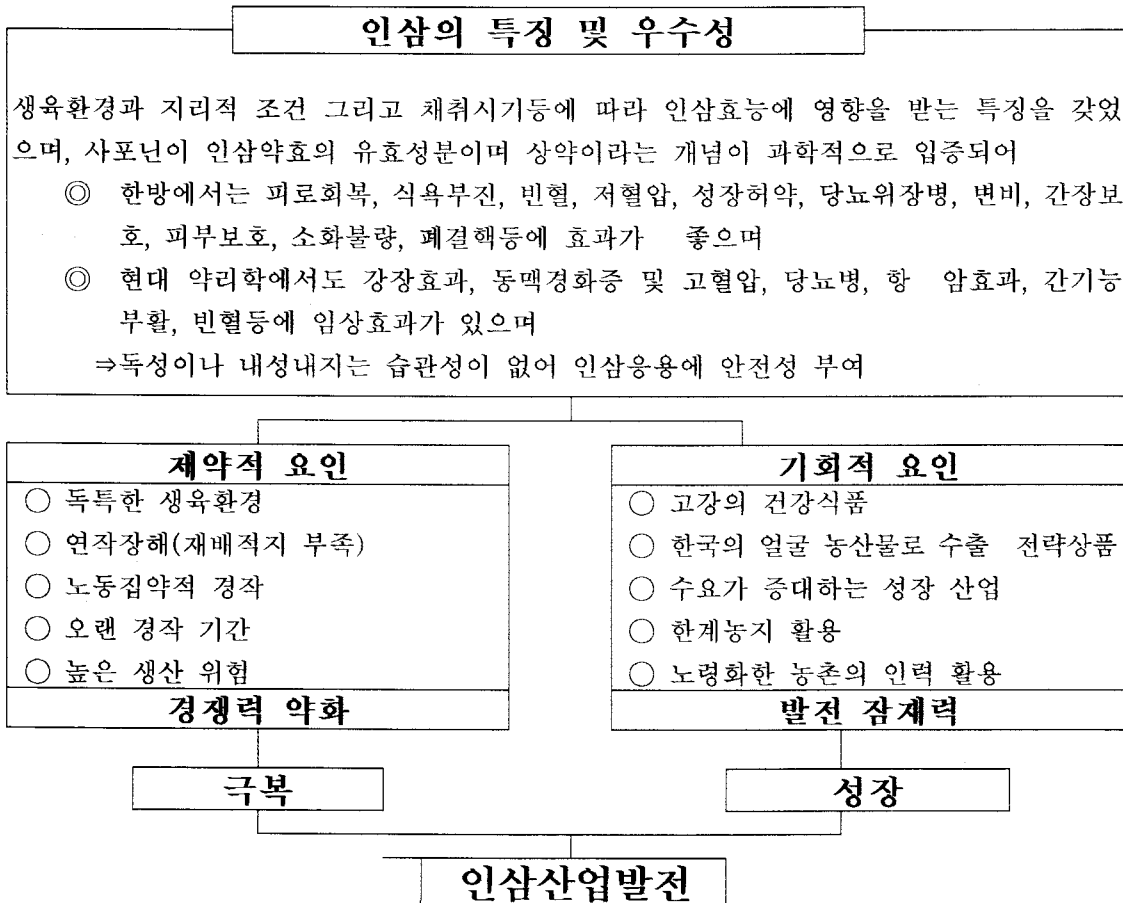 인삼의 특징 및 우수성
생육환경과 지리적 조건 그리고 채취시기등에 따라 인삼효능에 영향을 받는 특징을 갖었
으며, 사포닌이 인삼약효의 유효성분이며 상약이라는 개념이 과학적으로 입증되어
◎ 한방에서는 피로회복, 식욕부진, 빈혈, 저혈압, 성장허약, 당뇨위장병, 변비, 간장보
호, 피부보호, 소화불량, 폐결핵등에 효과가 좋으며
◎ 현대 약리학에서도 강장효과, 동맥경화증 및 고혈압, 당뇨병, 항 암효과, 간기능
부활, 빈혈등에 임상효과가 있으며
⇒독성이나 내성내지는 습관성이 없어 인삼응용에 안전성 부여
제약적 요인
○ 독특한 생육환경
○ 연작장해(재배적지 부족)
○ 노동집약적 경작
○ 오랜 경작 기간
○ 높은 생산 위험
경쟁력 약화
극복
기회적 요인
○ 고강의 건강식품
○ 한국의 얼굴 농산물로 수출 전략상품
○ 수요가 증대하는 성장 산업
○ 한계농지 활용
○ 노령화한 농촌의 인력 활용
발전 잠재력
성장
인삼산업발전